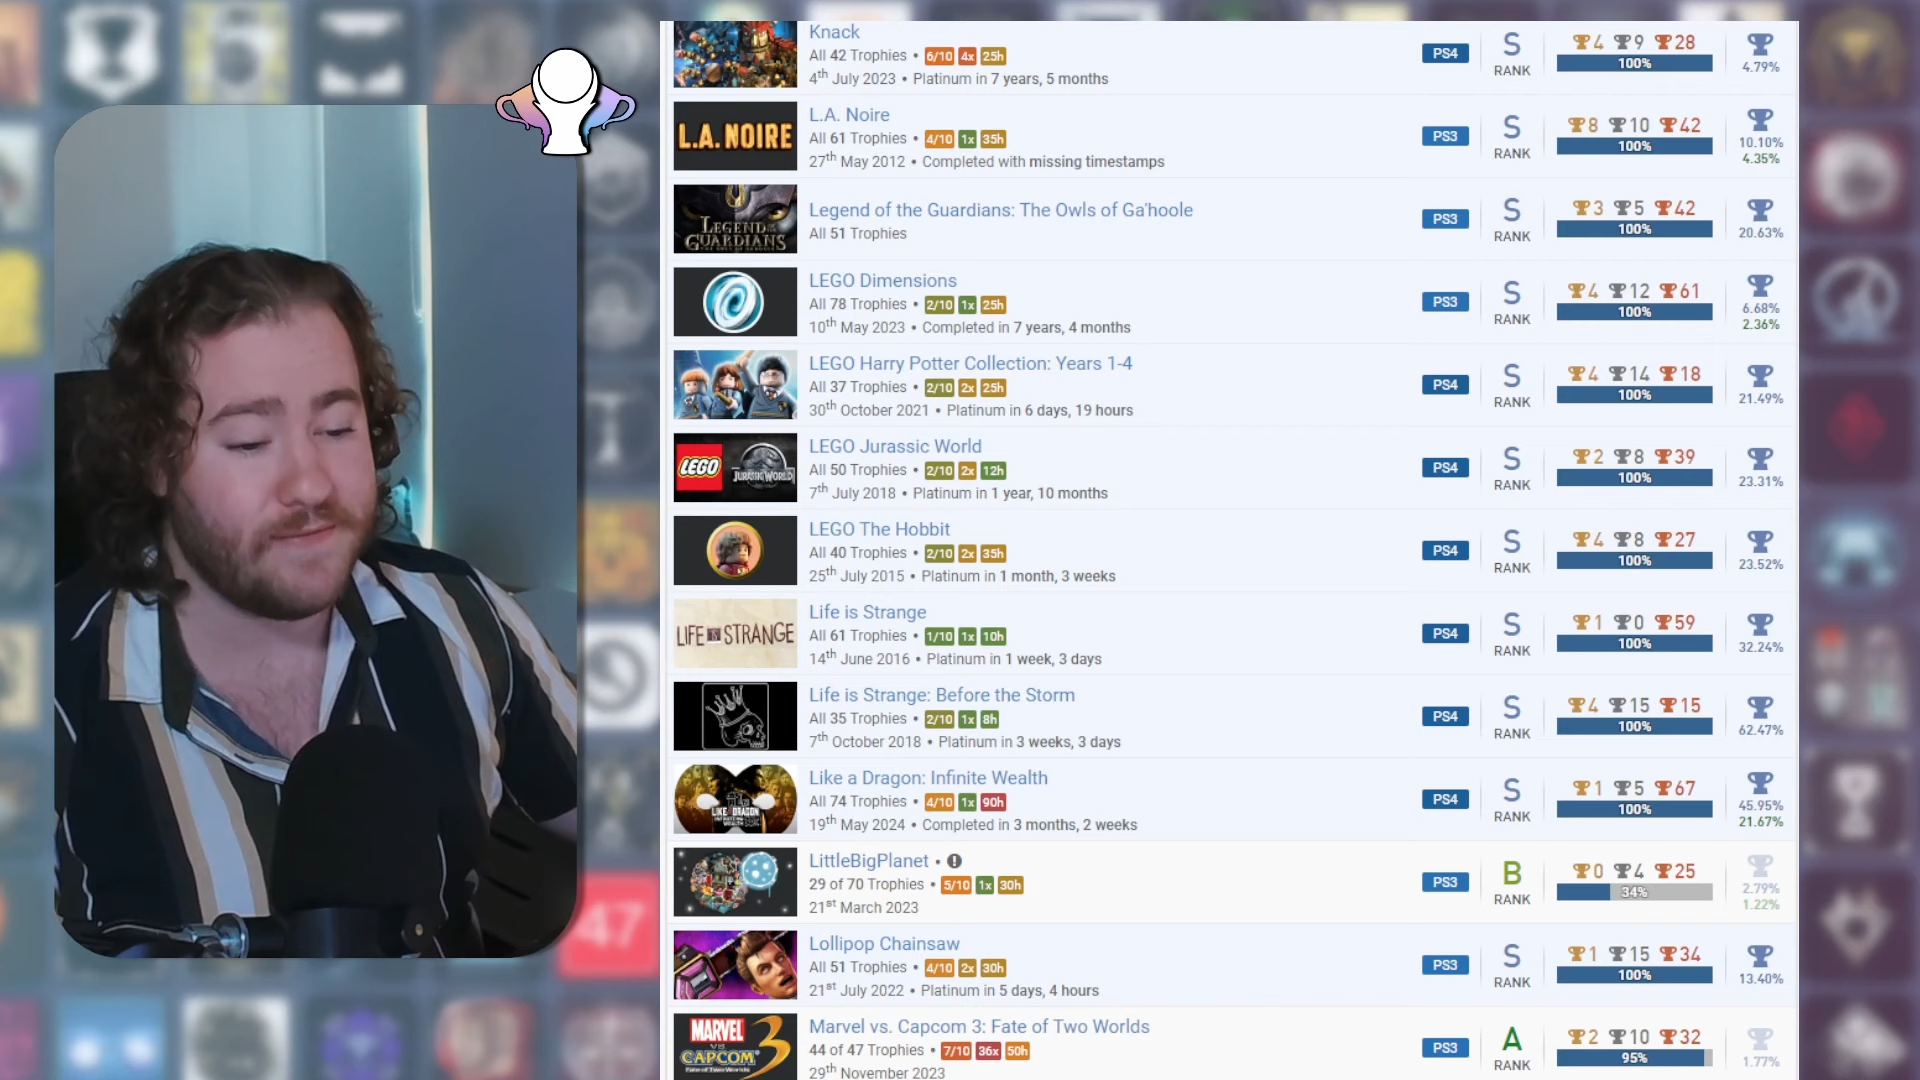 Knack
All 42 Trophies • 6/10 4x 25h
4th July 2023 • Platinum in 7 years, 5 months
PS4
S
RANK
4 9 28
100%
4.79%
L.A. NOIRE
L.A. Noire
All 61 Trophies • 4/10 1x 35h
27th May 2012 • Completed with missing timestamps
PS3
S
RANK
8 10 42
100%
10.10%
4.35%
LEGEND OF THE
GUARDIANS
Legend of the Guardians: The Owls of Ga'hoole
All 51 Trophies
PS3
S
RANK
3 5 42
100%
20.63%
LEGO Dimensions
All 78 Trophies • 2/10 1x 25h
10th May 2023 • Completed in 7 years, 4 months
PS3
S
RANK
4 12 61
100%
6.68%
2.36%
LEGO Harry Potter Collection: Years 1-4
All 37 Trophies • 2/10 2x 25h
30th October 2021 • Platinum in 6 days, 19 hours
PS4
S
RANK
4 14 18
100%
21.49%
LEGO JURASSIC WORLD
LEGO Jurassic World
All 50 Trophies • 2/10 2x 12h
7th July 2018 • Platinum in 1 year, 10 months
PS4
S
RANK
2 8 39
100%
23.31%
LEGO The Hobbit
All 40 Trophies • 2/10 2x 35h
25th July 2015 • Platinum in 1 month, 3 weeks
PS4
S
RANK
4 8 27
100%
23.52%
LIFE IS STRANGE
Life is Strange
All 61 Trophies • 1/10 1x 10h
14th June 2016 • Platinum in 1 week, 3 days
PS4
S
RANK
1 0 59
100%
32.24%
Life is Strange: Before the Storm
All 35 Trophies • 2/10 1x 8h
7th October 2018 • Platinum in 3 weeks, 3 days
PS4
S
RANK
4 15 15
100%
62.47%
LIKE A DRAGON
INFINITE WEALTH
Like a Dragon: Infinite Wealth
All 74 Trophies • 4/10 1x 90h
19th May 2024 • Completed in 3 months, 2 weeks
PS4
S
RANK
1 5 67
100%
45.95%
21.67%
LittleBigPlanet •
29 of 70 Trophies • 5/10 1x 30h
21st March 2023
PS3
B
RANK
0 4 25
34%
2.79%
1.22%
47
Lollipop Chainsaw
All 51 Trophies • 4/10 2x 30h
21st July 2022 • Platinum in 5 days, 4 hours
PS3
S
RANK
1 15 34
100%
13.40%
MARVEL
VS.
CAPCOM 3
Fate of Two Worlds
Marvel vs. Capcom 3: Fate of Two Worlds
44 of 47 Trophies • 7/10 36x 50h
29th November 2023
PS3
A
RANK
2 10 32
95%
1.77%